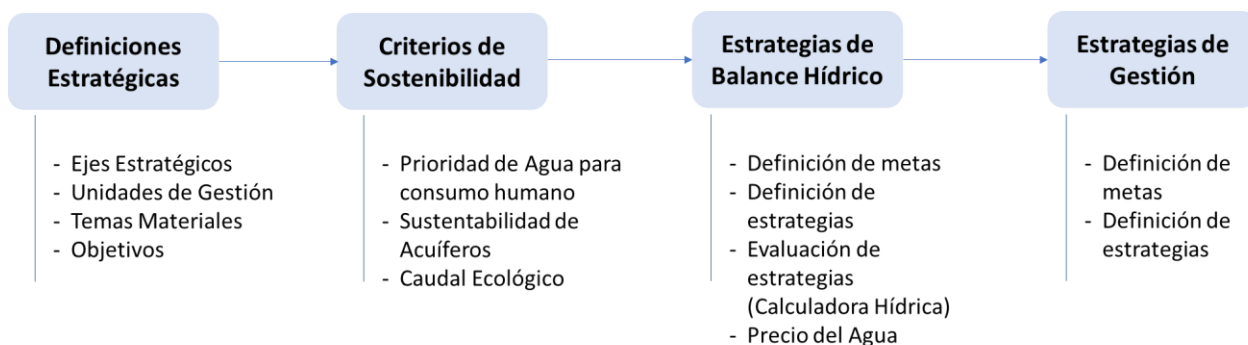 Definiciones
Estratégicas
- Ejes Estratégicos
- Unidades de Gestión
- Temas Materiales
- Objetivos
Criterios de
Sostenibilidad
- Prioridad de Agua para
consumo humano
- Sustentabilidad de
Acuíferos
- Caudal Ecológico
Estrategias de
Balance Hídrico
- Definición de metas
- Definición de
estrategias
- Evaluación de
estrategias
(Calculadora Hídrica)
- Precio del Agua
Estrategias de
Gestión
- Definición de
metas
- Definición de
estrategias